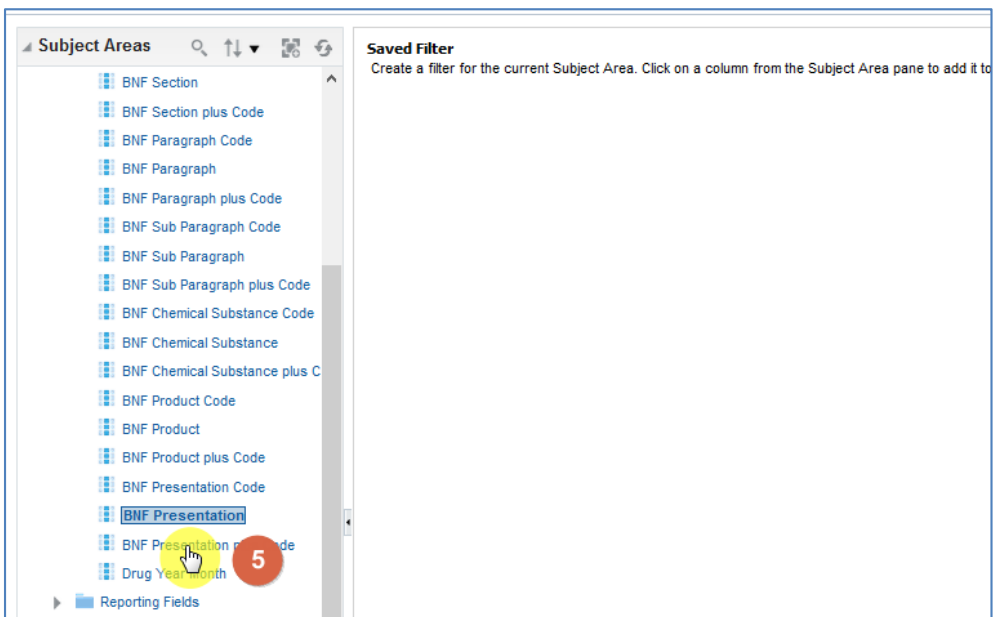 Subject Areas
BNF Section
BNF Section plus Code
BNF Paragraph Code
BNF Paragraph
BNF Paragraph plus Code
BNF Sub Paragraph Code
BNF Sub Paragraph
BNF Sub Paragraph plus Code
BNF Chemical Substance Code
BNF Chemical Substance
BNF Chemical Substance plus C
BNF Product Code
BNF Product
BNF Product plus Code
BNF Presentation Code
BNF Presentation
BNF Presentation p de
5
Drug Year Month
Reporting Fields
Saved Filter
Create a filter for the current Subject Area. Click on a column from the Subject Area pane to add it to